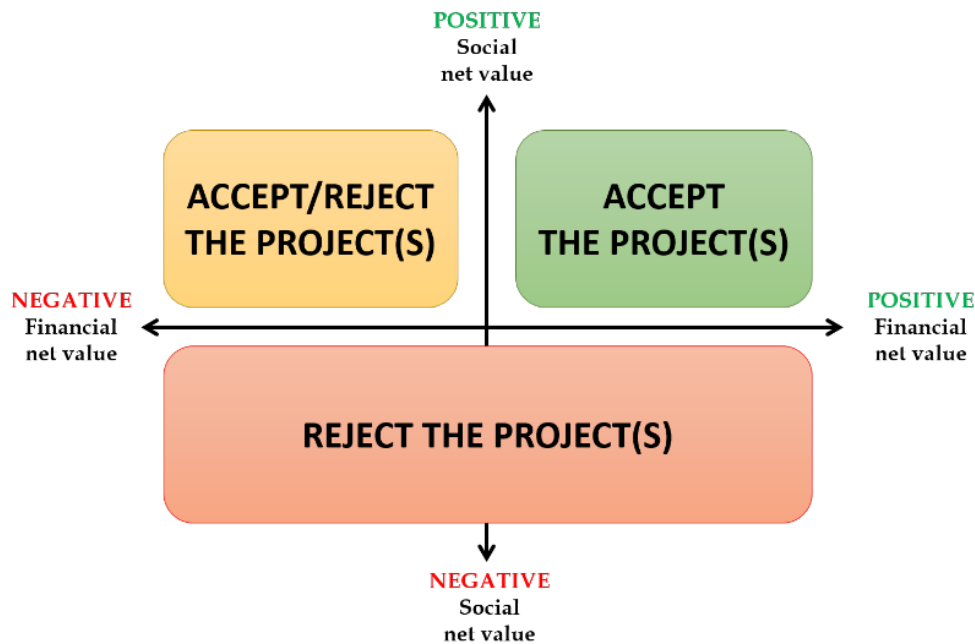 POSITIVE
Social
net value
ACCEPT/REJECT
THE PROJECT(S)
ACCEPT
THE PROJECT(S)
NEGATIVE
Financial
net value
POSITIVE
Financial
net value
REJECT THE PROJECT(S)
NEGATIVE
Social
net value